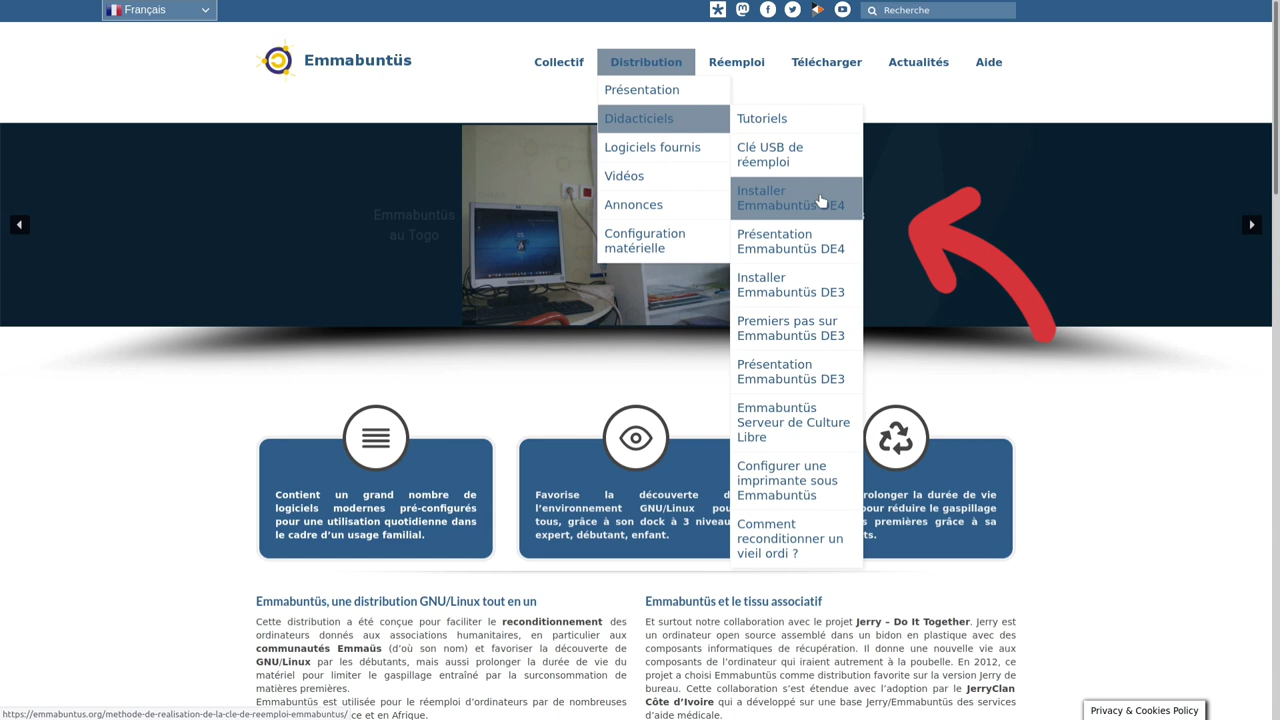 Français
Recherche
Emmabuntüs
Collectif
Distribution
Réemploi
Télécharger
Actualités
Aide
Présentation
Didacticiels
Logiciels fournis
Vidéos
Annonces
Configuration
matérielle
Tutoriels
Clé USB de
réemploi
Installer
Emmabuntüs DE4
Présentation
Emmabuntüs DE4
Installer
Emmabuntüs DE3
Premiers pas sur
Emmabuntüs DE3
Présentation
Emmabuntüs DE3
Emmabuntüs
Serveur de Culture
Libre
Configurer une
imprimante sous
Emmabuntüs
Comment
reconditionner un
vieil ordi ?
Emmabuntüs
au Togo
Contient un grand nombre de
logiciels modernes pré-configurés
pour une utilisation quotidienne dans
le cadre d'un usage familial.
Favorise la découverte d
l'environnement GNU/Linux pou
tous, grâce à son dock à 3 niveau
expert, débutant, enfant.
rolonger la durée de vie
our réduire le gaspillage
s premières grâce à sa
ts.
Emmabuntüs, une distribution GNU/Linux tout en un
Cette distribution a été conçue pour faciliter le reconditionnement des
ordinateurs donnés aux associations humanitaires, en particulier aux
communautés Emmaüs (d'où son nom) et favoriser la découverte de
GNU/Linux par les débutants, mais aussi prolonger la durée de vie du
matériel pour limiter le gaspillage entraîné par la surconsommation de
matières premières.
Emmabuntüs est utilisée pour le réemploi d'ordinateurs par de nombreuses
ce et en Afrique.
Emmabuntüs et le tissu associatif
Et surtout notre collaboration avec le projet Jerry – Do It Together. Jerry est
un ordinateur open source assemblé dans un bidon en plastique avec des
composants informatiques de récupération. Il donne une nouvelle vie aux
composants de l'ordinateur qui iraient autrement à la poubelle. En 2012, ce
projet a choisi Emmabuntüs comme distribution favorite sur la version Jerry de
bureau. Cette collaboration s'est étendue avec l'adoption par le JerryClan
Côte d'Ivoire qui a développé sur une base Jerry/Emmabuntüs des services
d'aide médicale.
https://emmabuntus.org/methode-de-realisation-de-la-cle-de-reemploi-emmabuntus/
Privacy & Cookies Policy